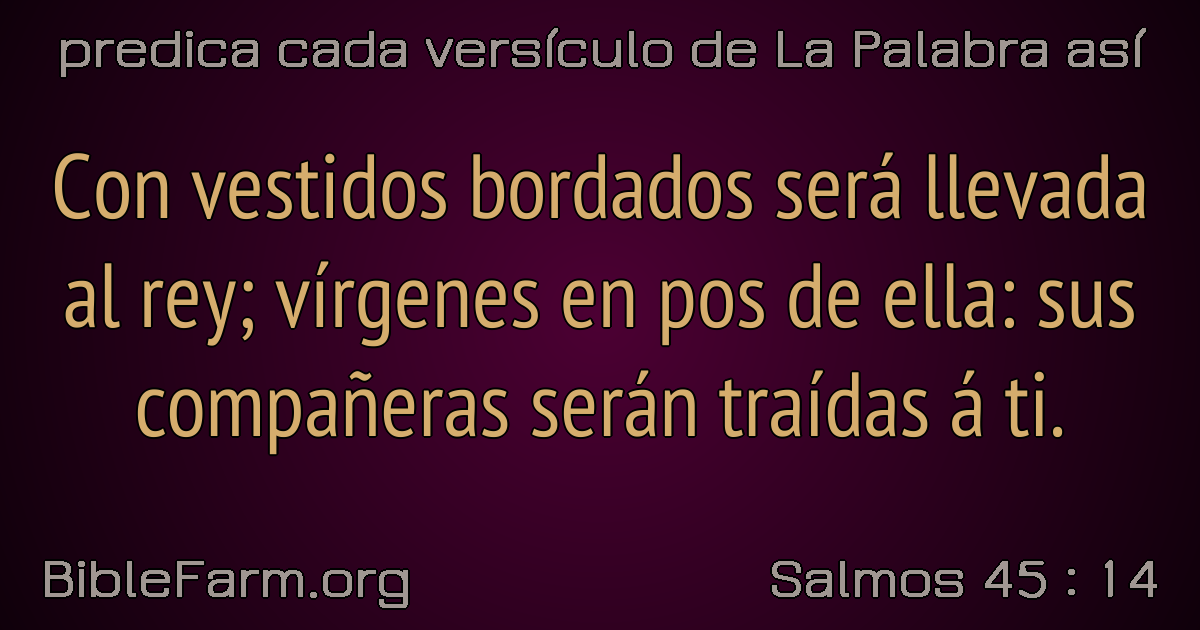 predica cada versículo de La Palabra así
Con vestidos bordados será llevada
al rey; vírgenes en pos de ella: sus
compañeras serán traídas á ti.
BibleFarm.org
Salmos 45 : 14